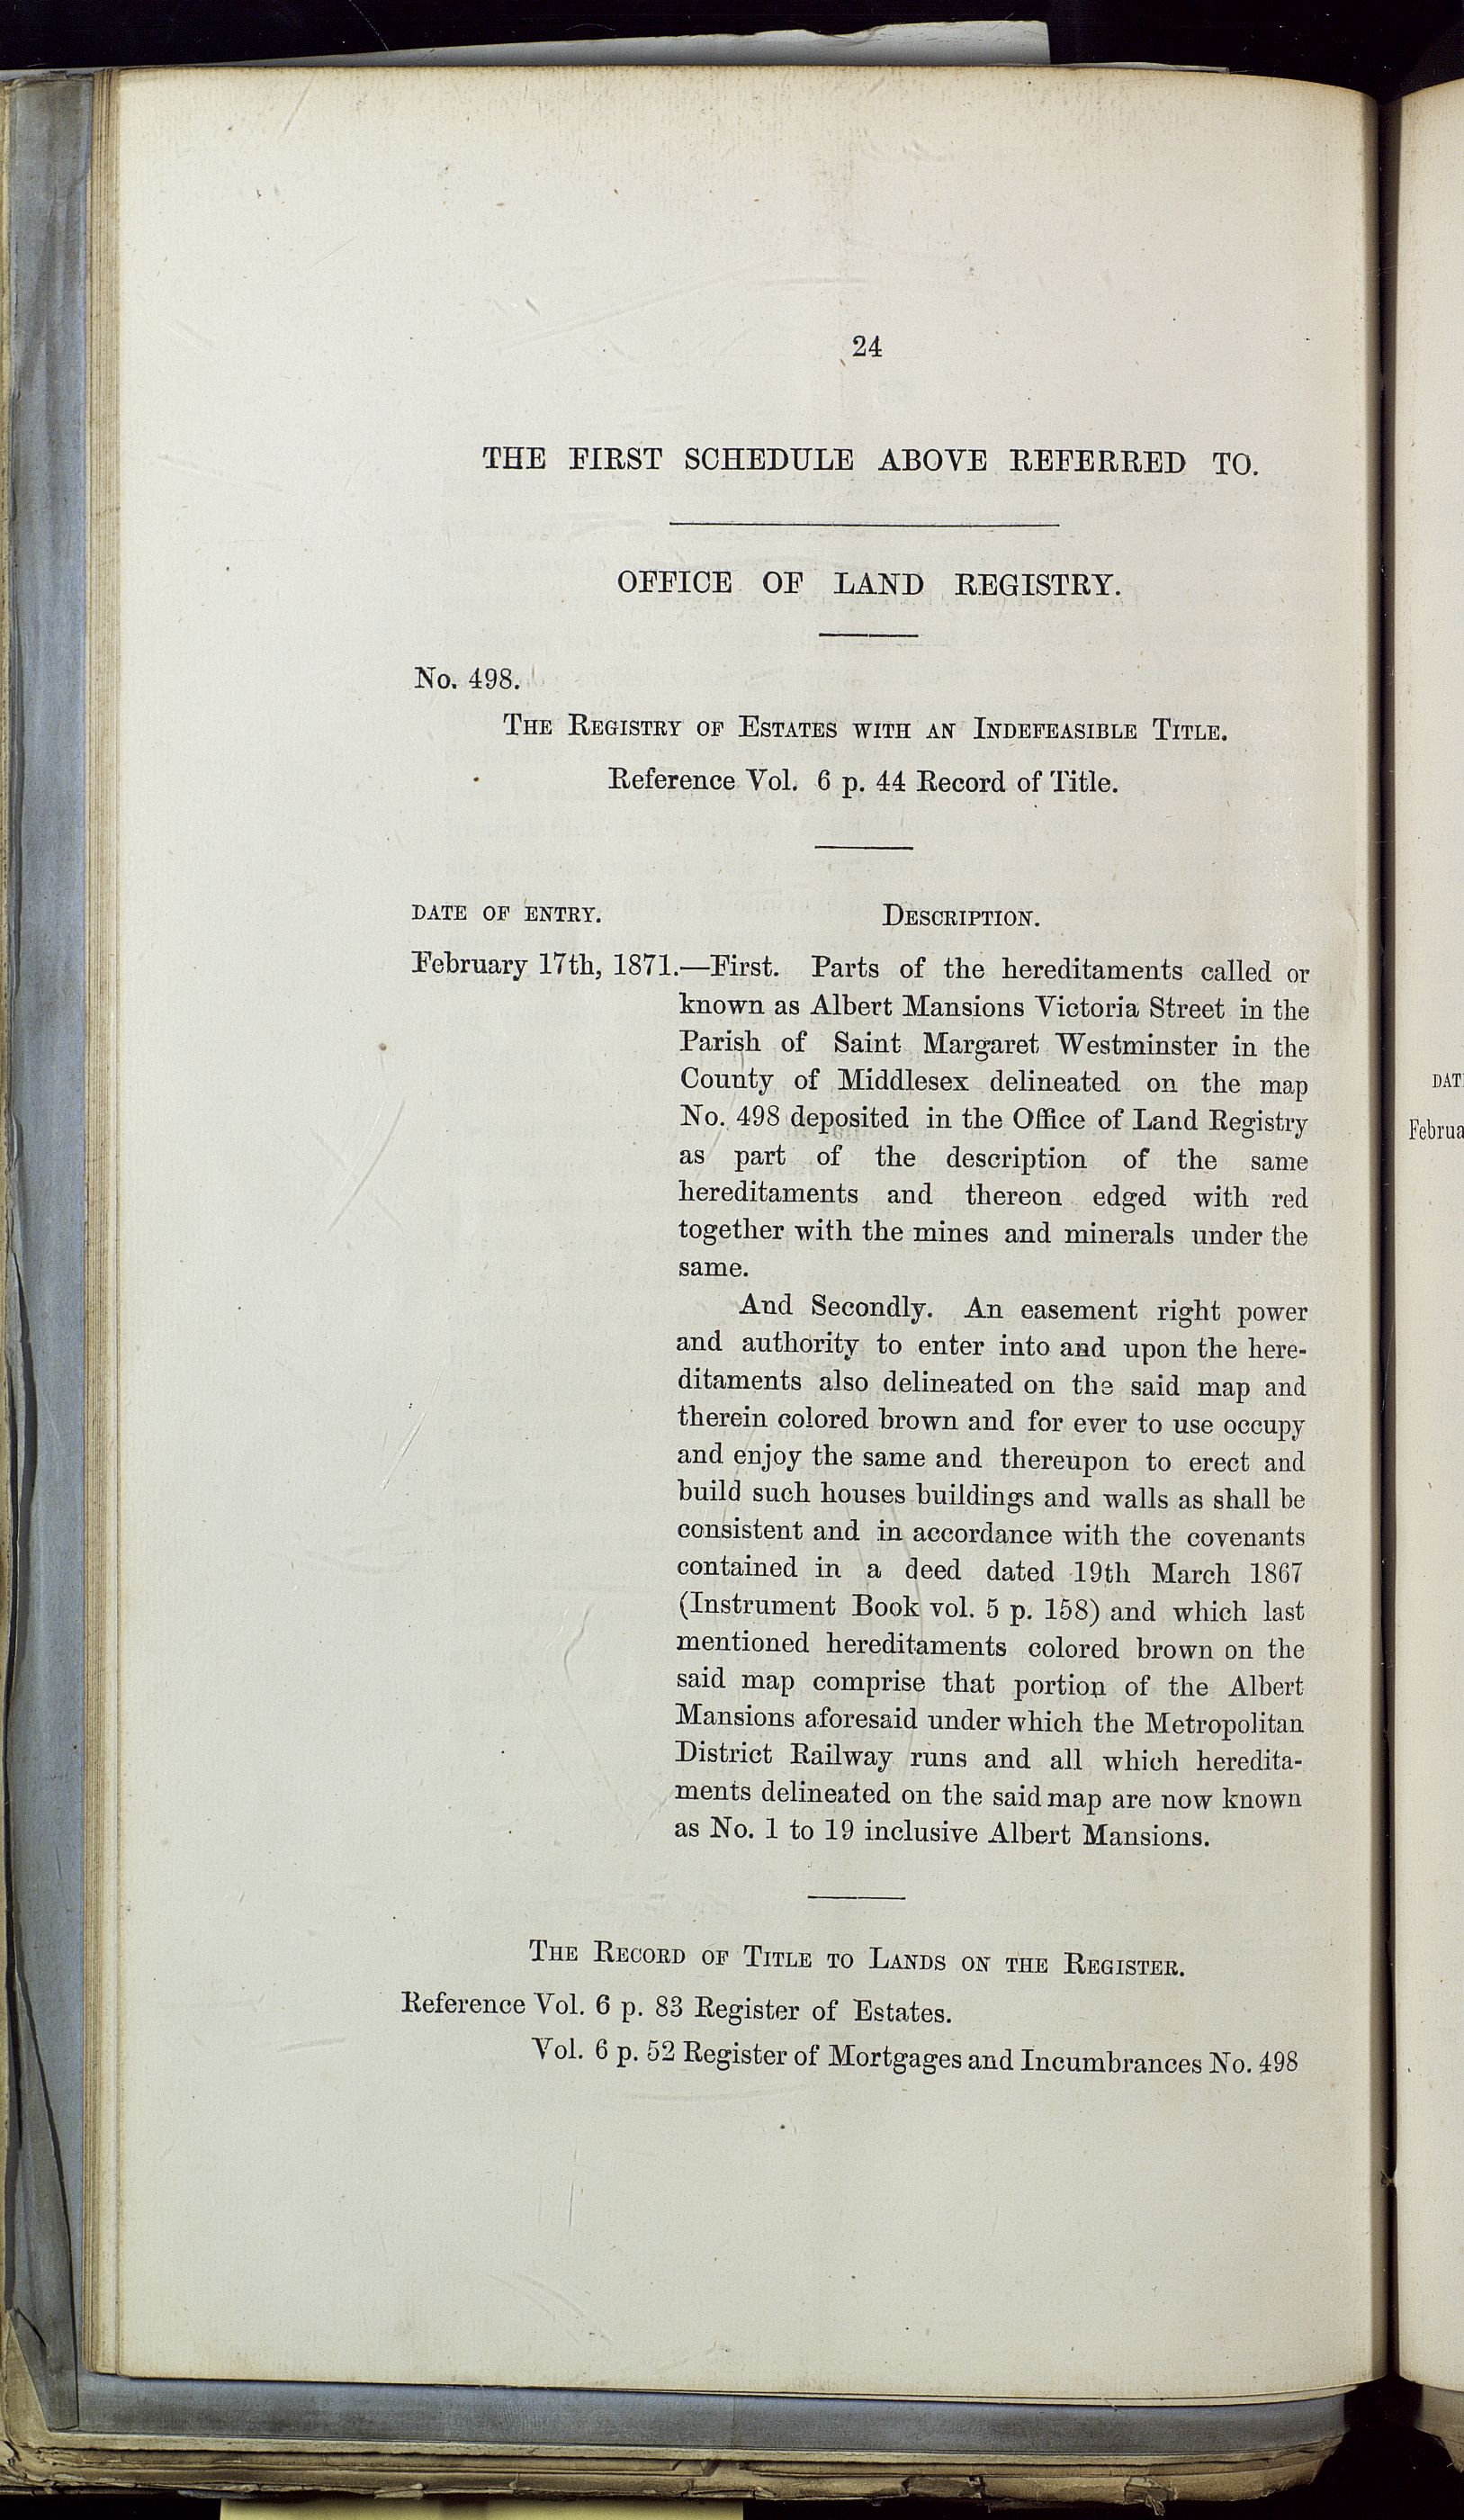 24
THE FIRST SCHEDULE ABOVE REFERRED TO.
OFFICE OF LAND REGISTRY.
No. 498.
THE REGISTRY OF ESTATES WITH AN INDEFEASIBLE TITLE.
Reference Vol. 6 p. 44 Record of Title.
DATE OF ENTRY. DESCRIPTION.
February 17th, 1871.—First. Parts of the hereditaments called or
known as Albert Mansions Victoria Street in the
Parish of Saint Margaret Westminster in the
County of Middlesex delineated on the map
No. 498 deposited in the Office of Land Registry
as part of the description of the same
hereditaments and thereon edged with red
together with the mines and minerals under the
same.
And Secondly. An easement right power
and authority to enter into and upon the here-
ditaments also delineated on the said map and
therein colored brown and for ever to use occupy
and enjoy the same and thereupon to erect and
build such houses buildings and walls as shall be
consistent and in accordance with the covenants
contained in a deed dated 19th March 1867
(Instrument Book vol. 5 p. 158) and which last
mentioned hereditaments colored brown on the
said map comprise that portion of the Albert
Mansions aforesaid under which the Metropolitan
District Railway runs and all which heredita-
ments delineated on the said map are now known
as No. 1 to 19 inclusive Albert Mansions.
THE RECORD OF TITLE TO LANDS ON THE REGISTER.
Reference Vol. 6 p. 83 Register of Estates.
Vol. 6 p. 52 Register of Mortgages and Incumbrances No. 498
DAT
Februa